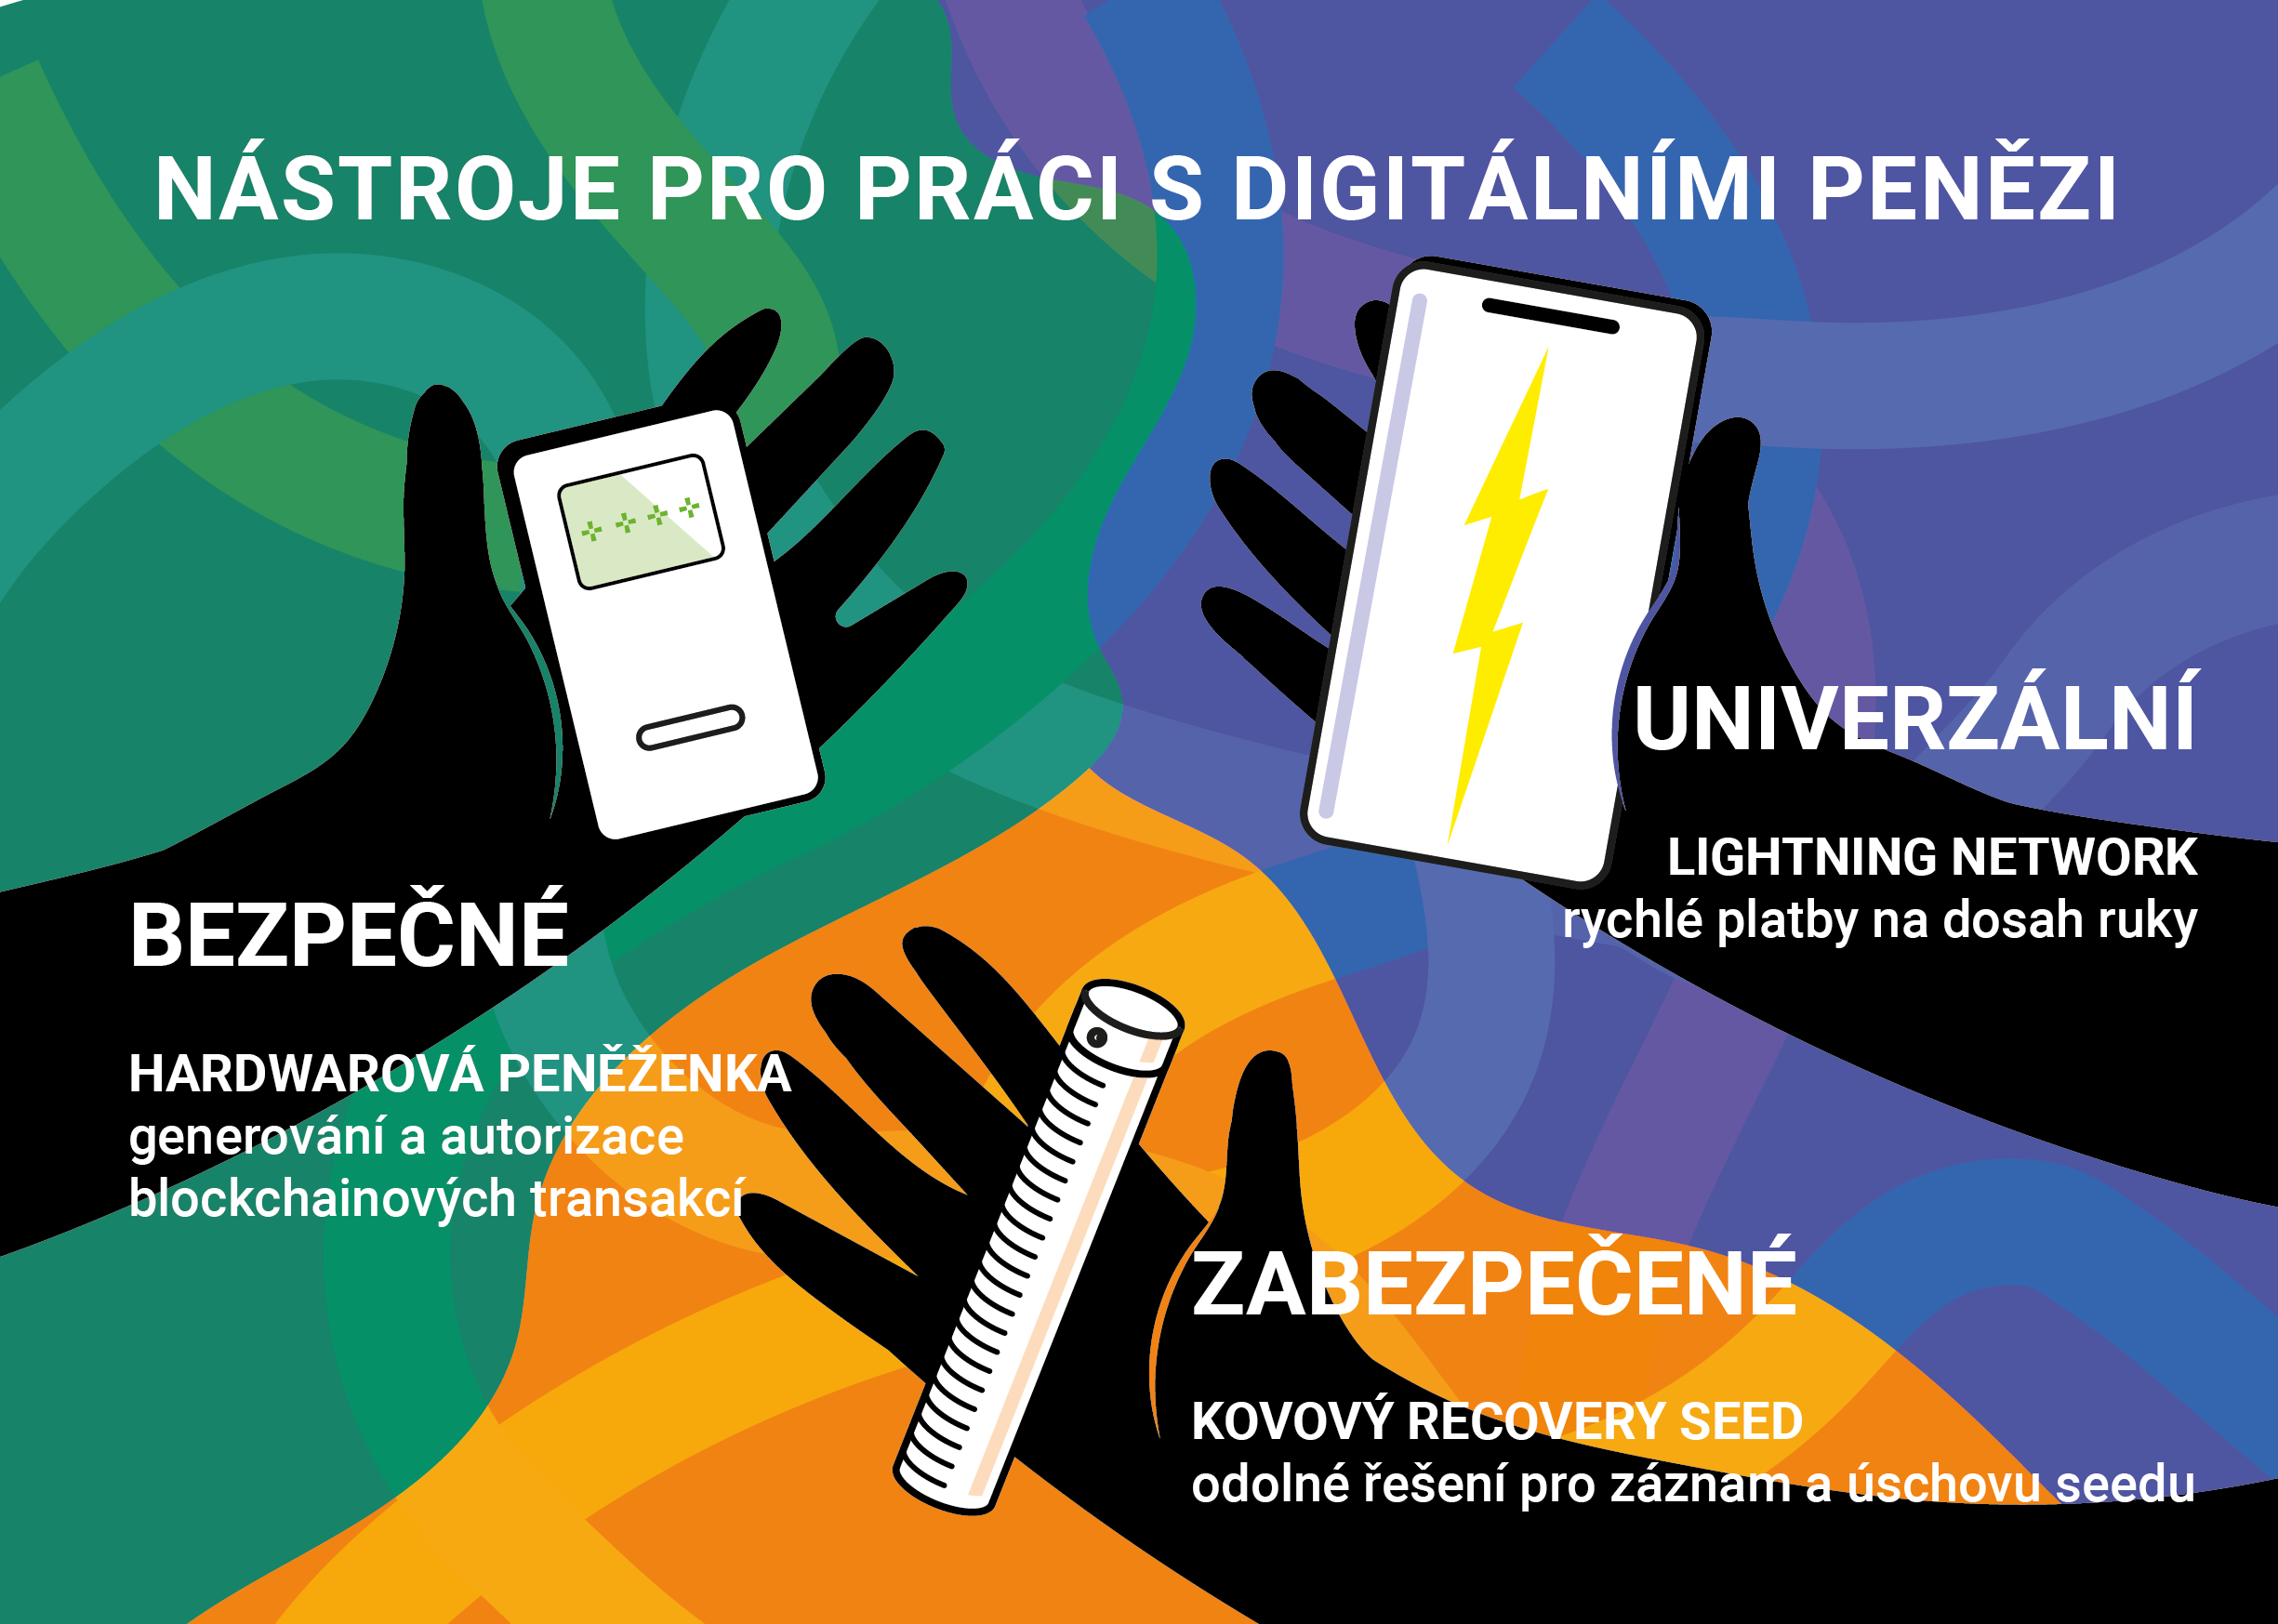 NÁSTROJE PRO PRÁCI S DIGITÁLNÍMI PENĚZI
UNIVERZÁLNÍ
LIGHTNING NETWORK
rychlé platby na dosah ruky
BEZPEČNÉ
HARDWAROVÁ PENĚŽENKA
generování a autorizace
blockchainových transakcí
ZABEZPEČENÉ
KOVOVÝ RECOVERY SEED
odolné řešení pro záznam a úschovu seedu